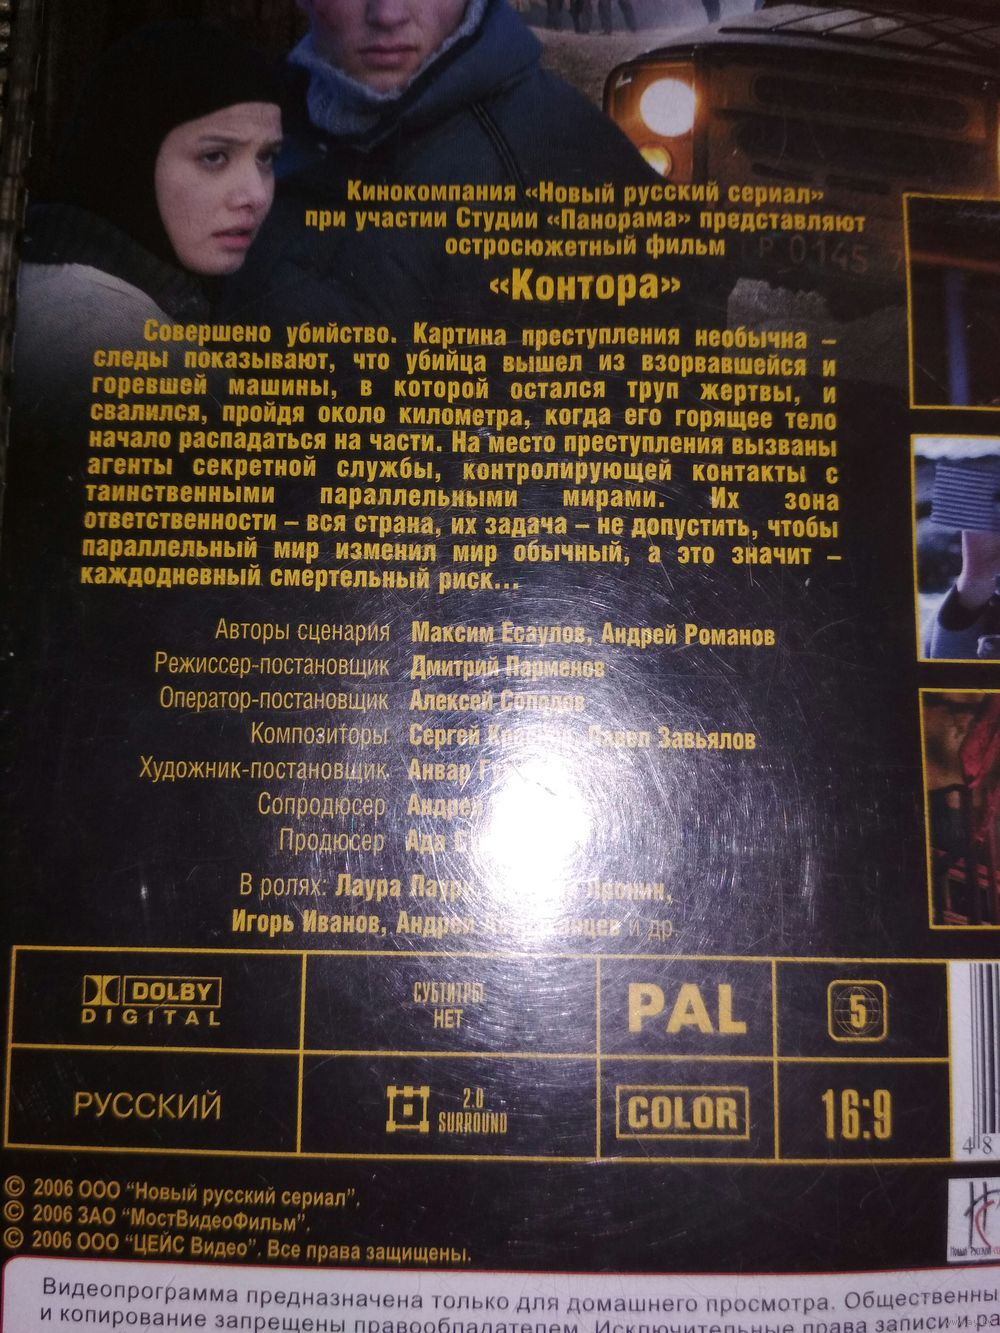 Кинокомпания «Новый русский сериал»
при участии Студии «Панорама» представляют
остросюжетный фильм
«Контора»
Р 0145
Совершено убийство. Картина преступления необычна –
следы показывают, что убийца вышел из взорвавшейся и
горевшей машины, в которой остался труп жертвы, и
свалился, пройдя около километра, когда его горящее тело
начало распадаться на части. На место преступления вызваны
агенты секретной службы, контролирующей контакты с
таинственными параллельными мирами. Их зона
ответственности – вся страна, их задача – не допустить, чтобы
параллельный мир изменил мир обычный, а это значит –
каждодневный смертельный риск...
Авторы сценария Максим Есаулов, Андрей Романов
Режиссер-постановщик Дмитрий Парменов
Оператор-постановщик Алексей
Композиторы Сергей Павел Завьялов
Художник-постановщик Анвар
Сопродюсер Андрей
Продюсер Ада
В ролях: Лаура Пронин,
Игорь Иванов, Андрей и др.
DOLBY
DIGITAL
СУБТИТРЫ
НЕТ
PAL
5
РУССКИЙ
2.0
SURROUND
COLOR
16:9
48
© 2006 ООО “Новый русский сериал”,
© 2006 ЗАО “МостВидеоФильм”,
© 2006 ООО “ЦЕЙС Видео”. Все права защищены.
Видеопрограмма предназначена только для домашнего просмотра.
и копирование запрещены правообладателем. Исключительные права записи и